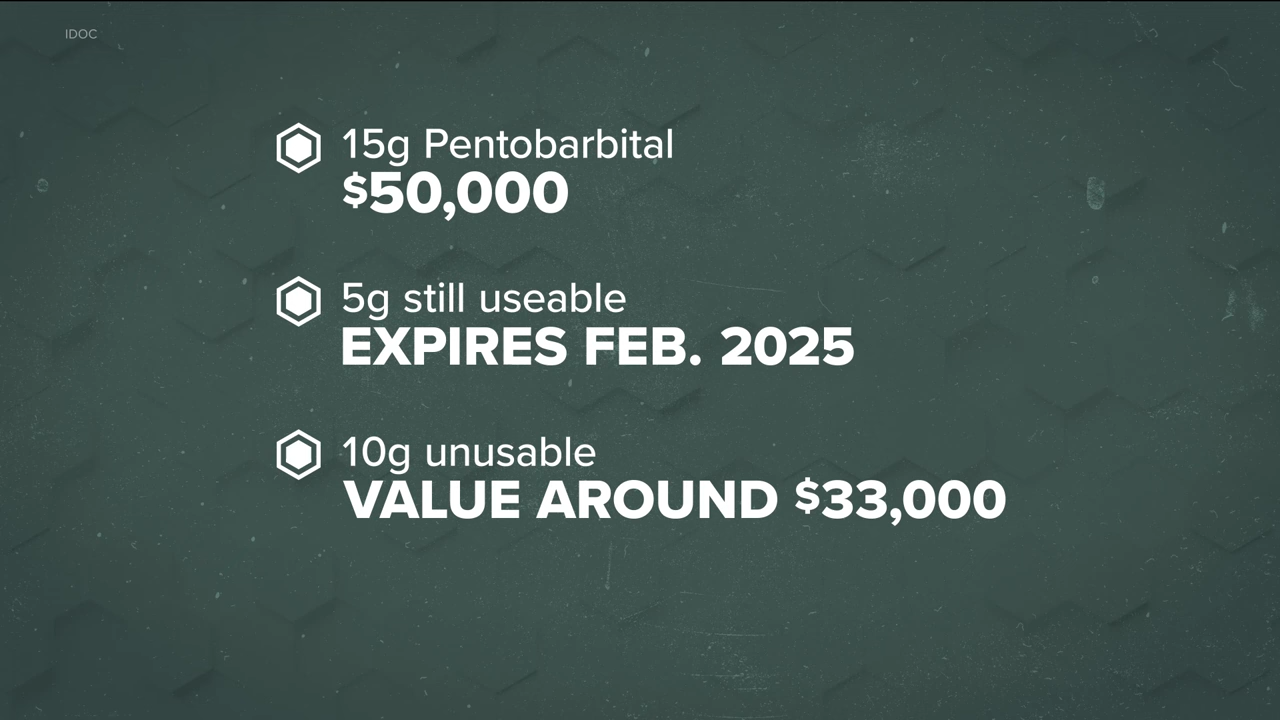 IDOC
15g Pentobarbital
$50,000
5g still useable
EXPIRES FEB. 2025
10g unusable
VALUE AROUND $33,000